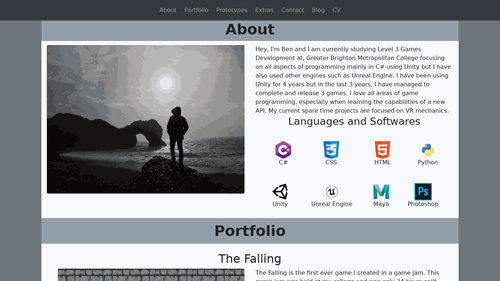 About Portfolio Prototypes Extras Contact Blog CV
About
Hey, I'm Ben and I am currently studying Level 3 Games
Development at, Greater Brighton Metropolitan College focusing
on all aspects of programming mainly in C# using Unity but I have
also used other engines such as Unreal Engine. I have been using
Unity for 4 years but in the last 3 years, I have managed to
complete and release 3 games. I love all areas of game
programming, especially when learning the capabilities of a new
API. My current spare time projects are focused on VR mechanics.
Languages and Softwares
C# CSS HTML Python
Unity Unreal Engine Maya Photoshop
Portfolio
The Falling
The Falling is the first ever game I created in a game jam. This